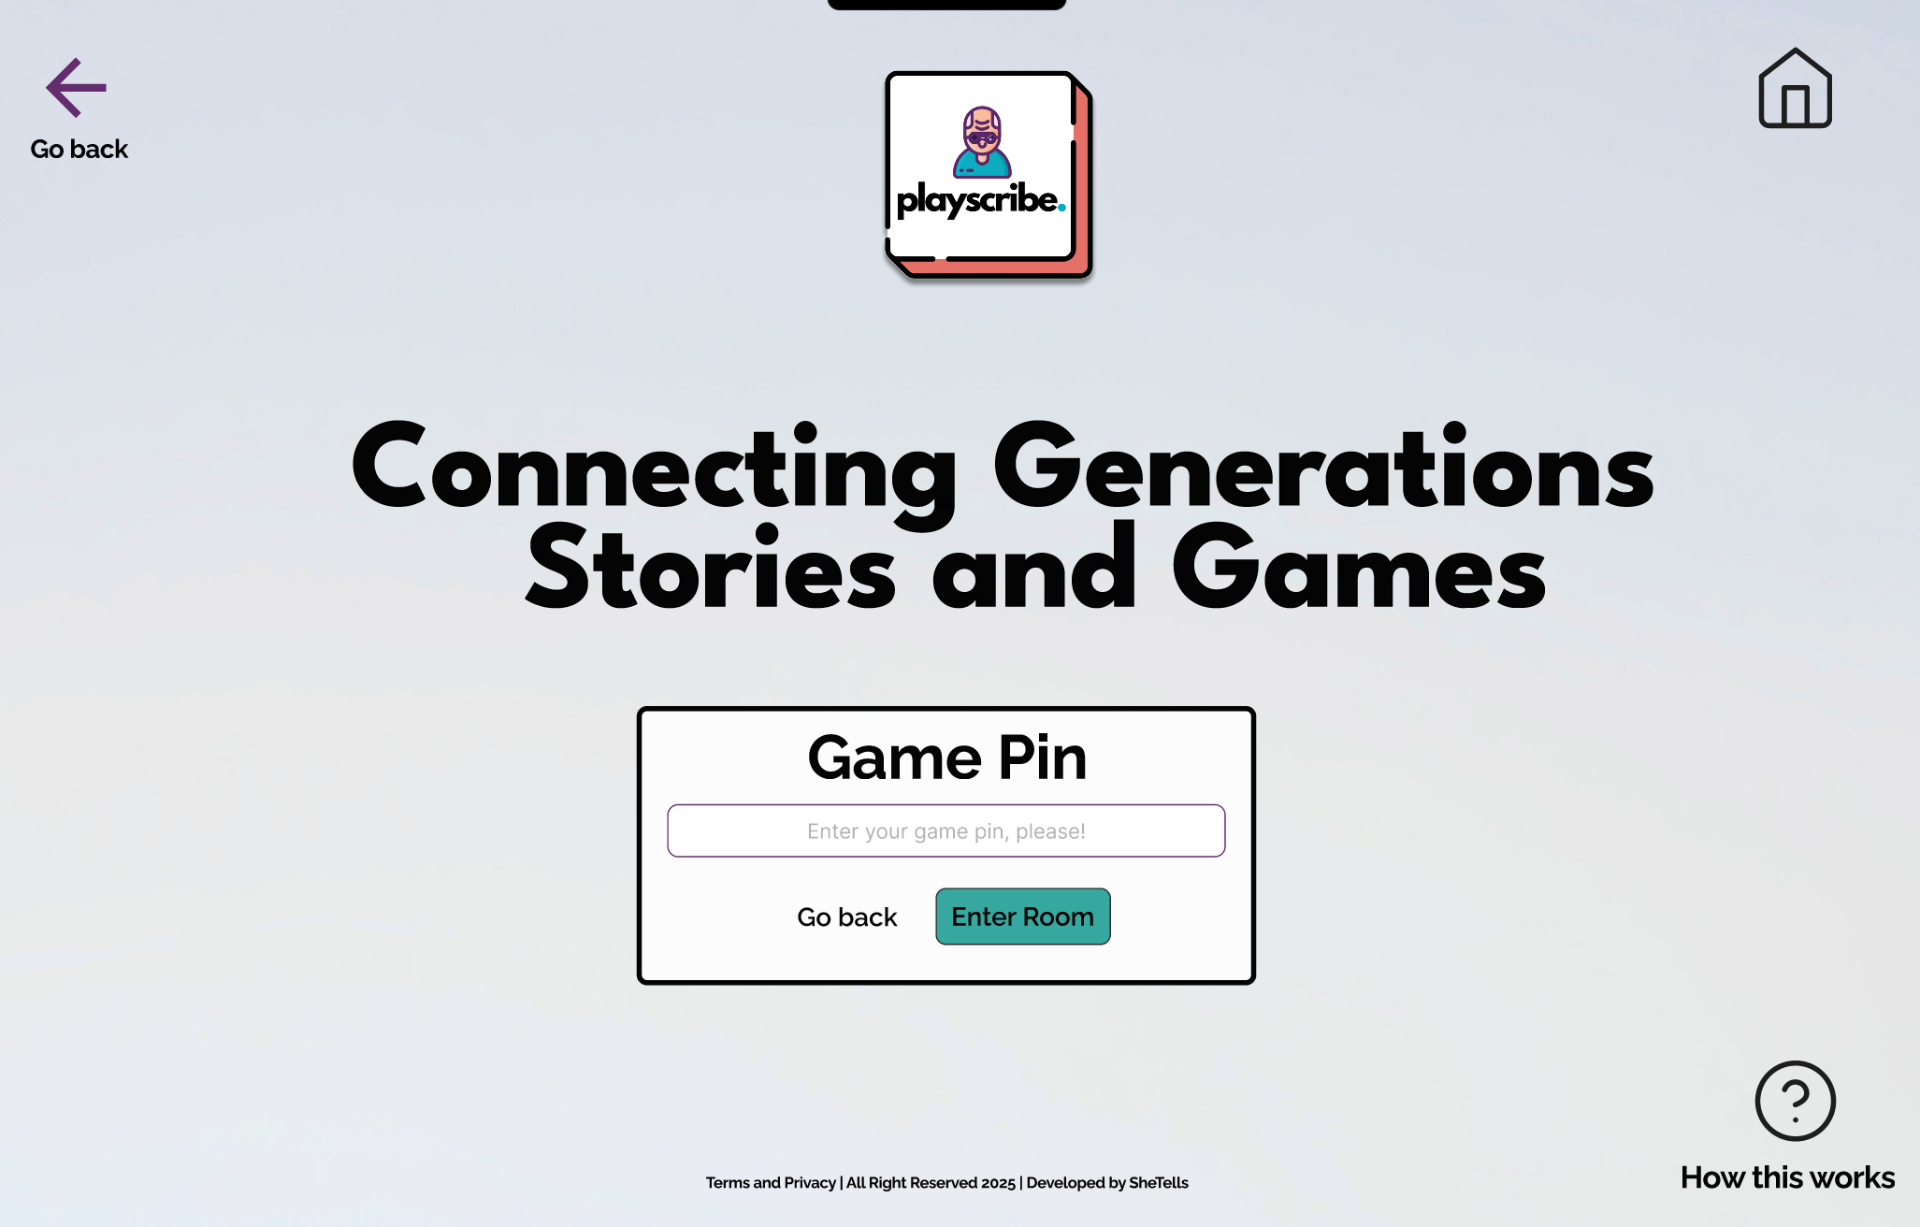 Go back
playscribe.
Connecting Generations
Stories and Games
Game Pin
Enter your game pin, please!
Go back
Enter Room
?
How this works
Terms and Privacy | All Right Reserved 2025 | Developed by SheTells